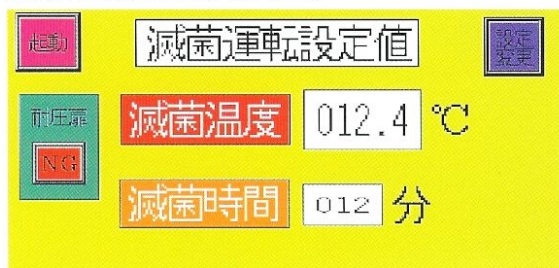 起動
滅菌運転設定値
設定
変更
耐圧扉
NG
滅菌温度 012.4 ℃
滅菌時間 012 分